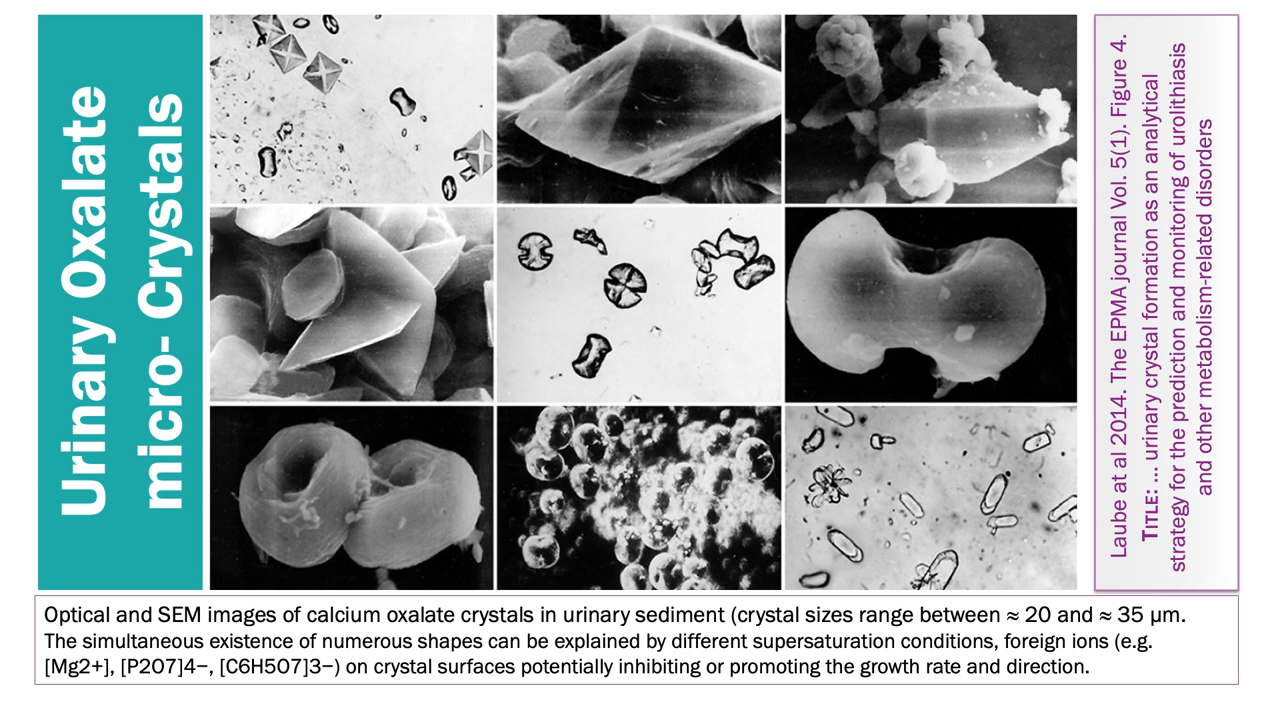 Urinary Oxalate
micro- Crystals
Laube at al 2014. The EPMA journal Vol. 5(1). Figure 4.
TITLE: ... urinary crystal formation as an analytical
strategy for the prediction and monitoring of urolithiasis
and other metabolism-related disorders
Optical and SEM images of calcium oxalate crystals in urinary sediment (crystal sizes range between ≈ 20 and ≈ 35 μm.
The simultaneous existence of numerous shapes can be explained by different supersaturation conditions, foreign ions (e.g.
[Mg2+], [P2O7]4−, [C6H5O7]3−) on crystal surfaces potentially inhibiting or promoting the growth rate and direction.